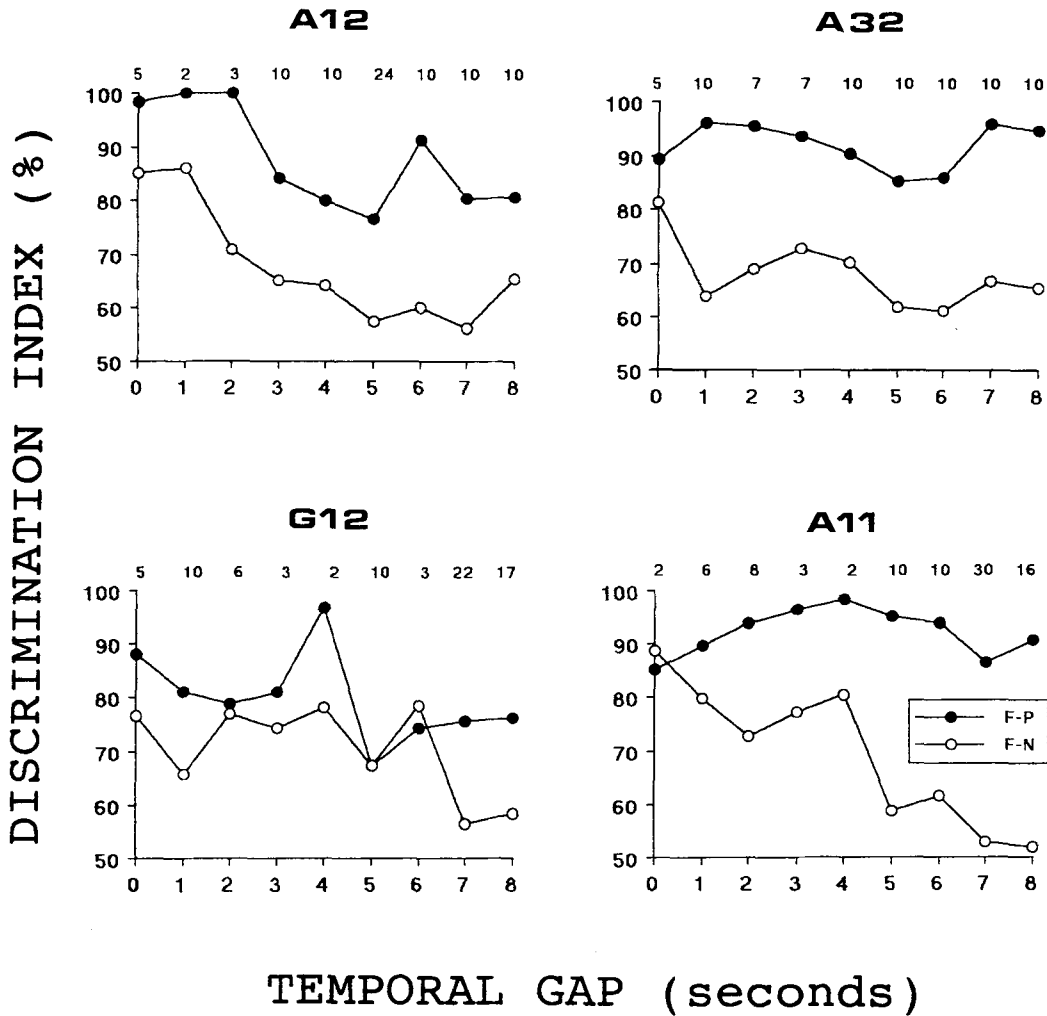 A12
5 2 3 10 10 24 10 10 10
100
90
80
70
60
50
0 1 2 3 4 5 6 7 8
A32
5 10 7 7 10 10 10 10 10
100
90
80
70
60
50
0 1 2 3 4 5 6 7 8
G12
5 10 6 3 2 10 3 22 17
100
90
80
70
60
50
0 1 2 3 4 5 6 7 8
A11
2 6 8 3 2 10 10 30 16
100
90
80
70
60
50
0 1 2 3 4 5 6 7 8
F-P
F-N
DISCRIMINATION INDEX (%)
TEMPORAL GAP (seconds)